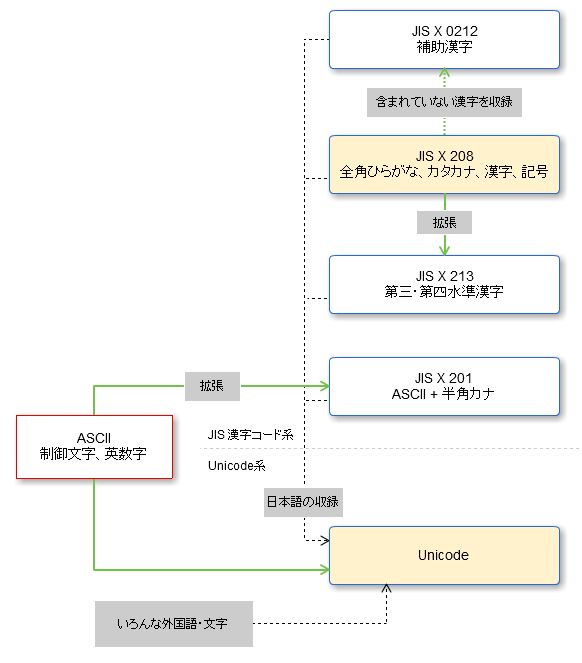 JIS X 0212
補助漢字
含まれていない漢字を収録
JIS X 208
全角ひらがな、カタカナ、漢字、記号
拡張
JIS X 213
第三・第四水準漢字
JIS X 201
ASCII + 半角カナ
拡張
ASCII
制御文字、英数字
JIS 漢字コード系
Unicode系
日本語の収録
Unicode
いろんな外国語・文字